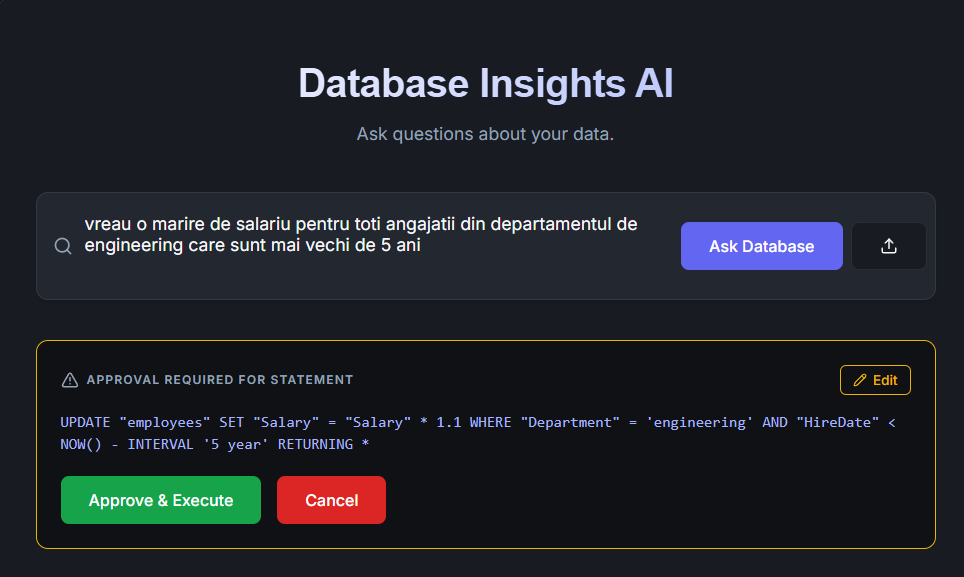 Database Insights AI
Ask questions about your data.
vreau o marire de salariu pentru toti angajatii din departamentul de
engineering care sunt mai vechi de 5 ani
Ask Database
APPROVAL REQUIRED FOR STATEMENT
Edit
UPDATE "employees" SET "Salary" = "Salary" * 1.1 WHERE "Department" = 'engineering' AND "HireDate" <
NOW() - INTERVAL '5 year' RETURNING *
Approve & Execute
Cancel